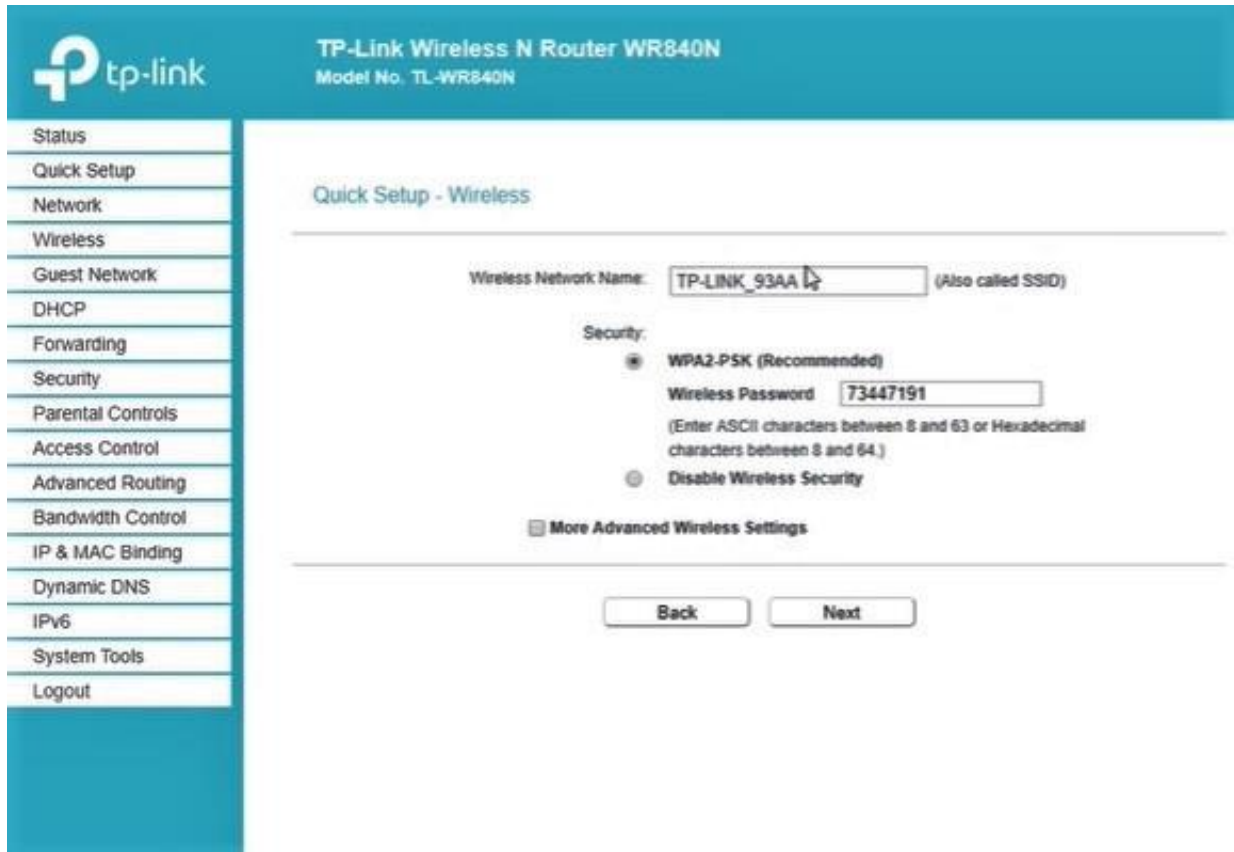 tp-link
TP-Link Wireless N Router WR840N
Model No. TL-WR840N
Status
Quick Setup
Network
Wireless
Guest Network
DHCP
Forwarding
Security
Parental Controls
Access Control
Advanced Routing
Bandwidth Control
IP & MAC Binding
Dynamic DNS
IPv6
System Tools
Logout
Quick Setup - Wireless
Wireless Network Name: TP-LINK_93AA (Also called SSID)
Security:
WPA2-PSK (Recommended)
Wireless Password 73447191
(Enter ASCII characters between 8 and 63 or Hexadecimal
characters between 8 and 64.)
Disable Wireless Security
More Advanced Wireless Settings
Back Next